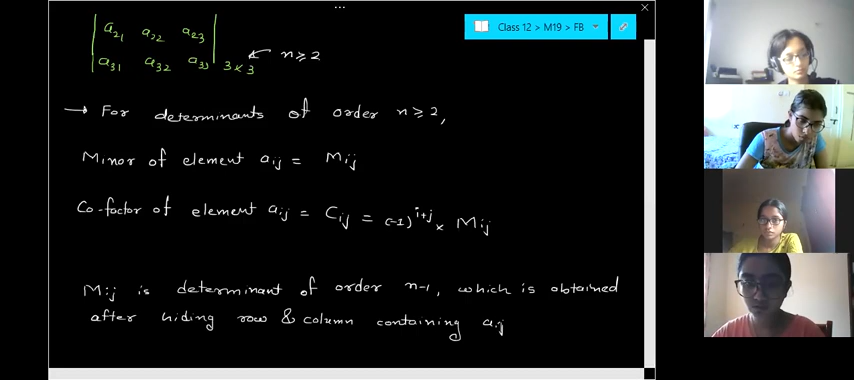 Class 12 > M19 > FB
a21 a22 a23
a31 a32 a33 3×3 ← n≥2
→ For determinants of order n≥2,
Minor of element aij = Mij
Co-factor of element aij = Cij = (-1)^i+j × Mij
Mij is determinant of order n-1, which is obtained
after hiding row & column containing aij